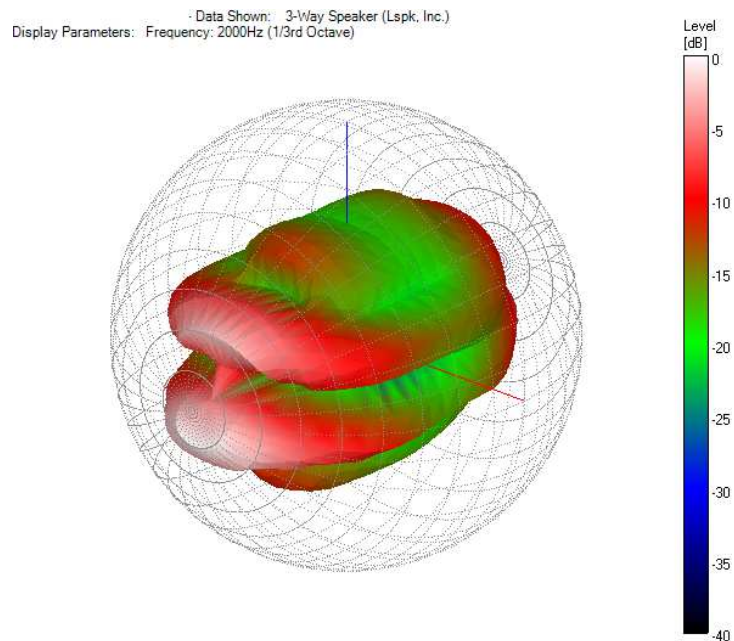 · Data Shown: 3-Way Speaker (Lspk, Inc.)
Display Parameters: Frequency: 2000Hz (1/3rd Octave)
Level
[dB]
0
-5
-10
-15
-20
-25
-30
-35
-40